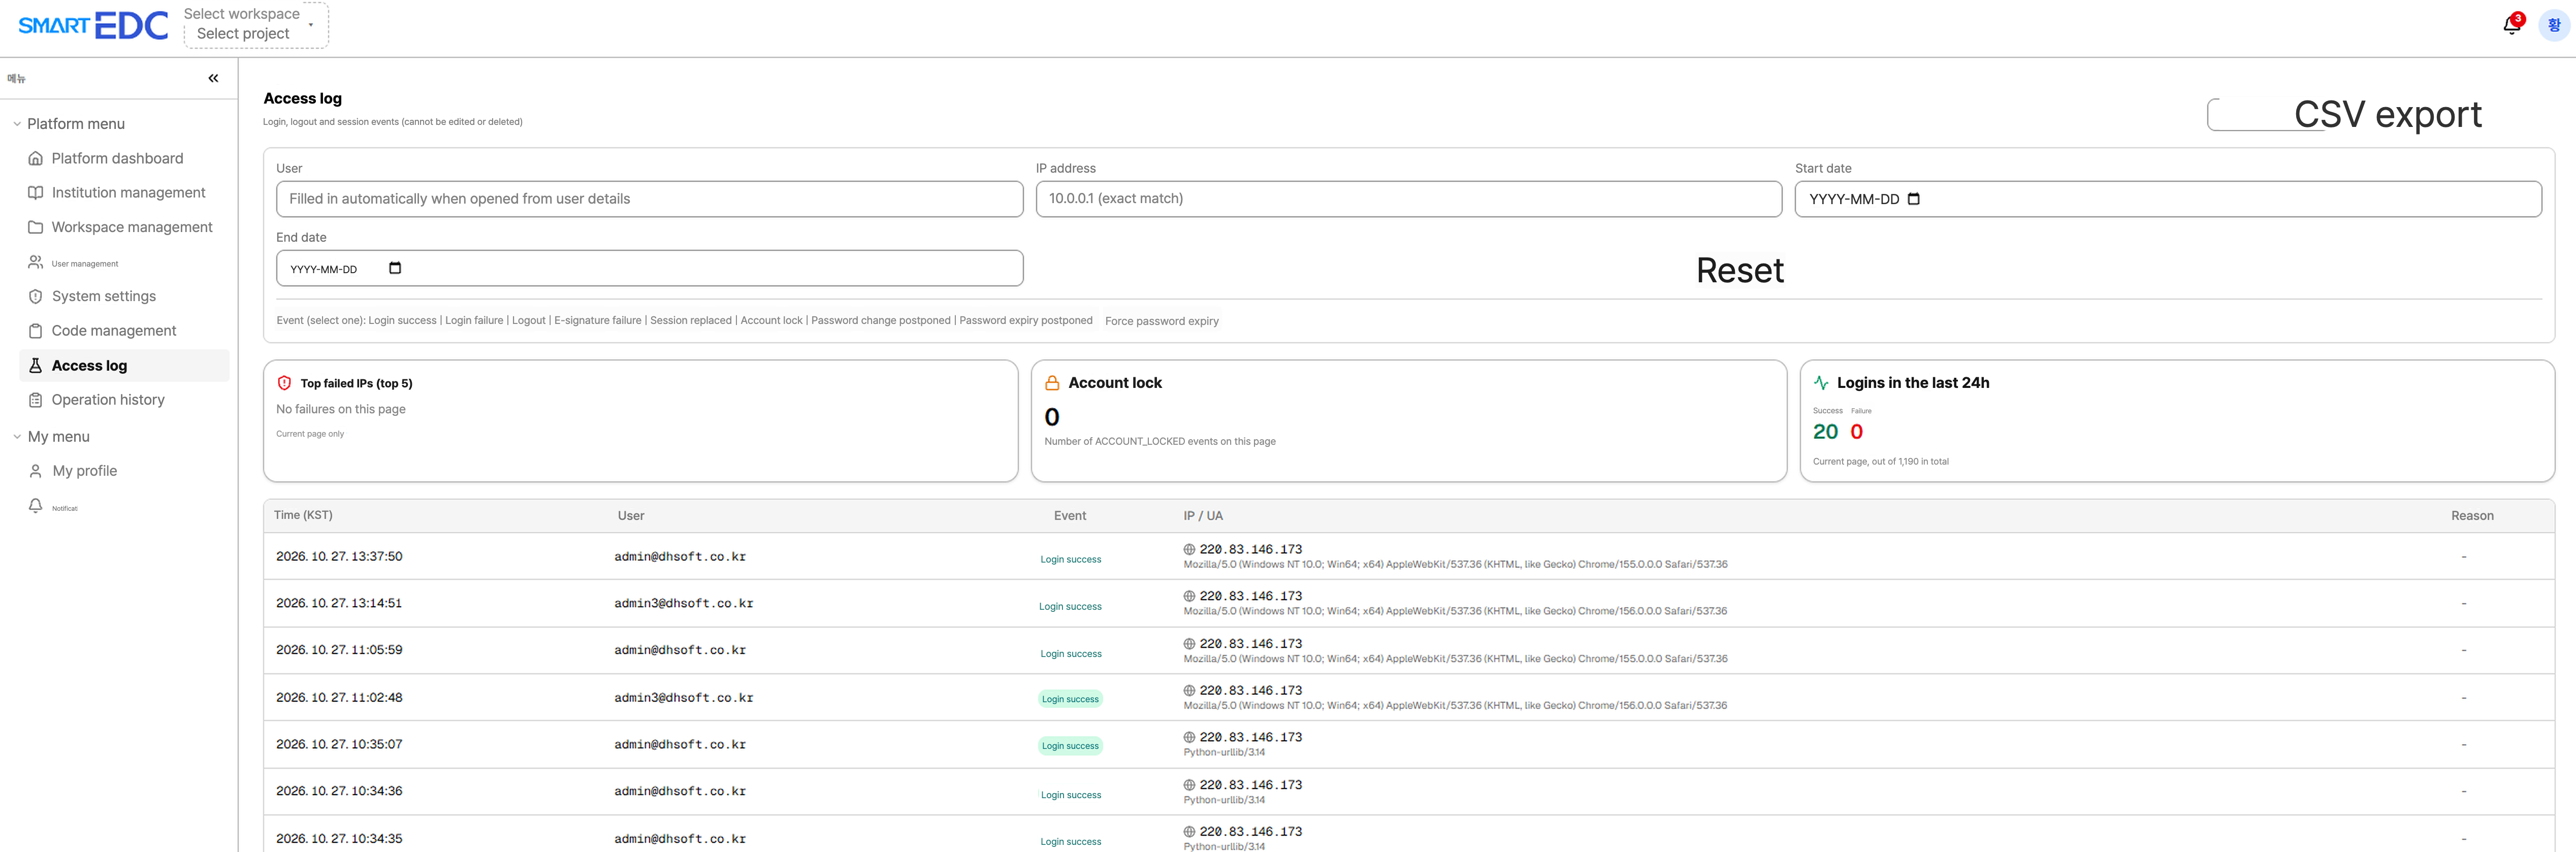 SMART EDC
Select workspace
Select project
3
황
메뉴
Platform menu
Platform dashboard
Institution management
Workspace management
User management
System settings
Code management
Access log
Operation history
My menu
My profile
Notificati
Access log
Login, logout and session events (cannot be edited or deleted)
CSV export
User
IP address
Start date
Filled in automatically when opened from user details
10.0.0.1 (exact match)
YYYY-MM-DD
End date
YYYY-MM-DD
Reset
Event (select one): Login success | Login failure | Logout | E-signature failure | Session replaced | Account lock | Password change postponed | Password expiry postponed Force password expiry
Top failed IPs (top 5)
No failures on this page
Current page only
Account lock
0
Number of ACCOUNT_LOCKED events on this page
Logins in the last 24h
Success Failure
20 0
Current page, out of 1,190 in total
Time (KST) User Event IP / UA Reason
2026. 10. 27. 13:37:50 admin@dhsoft.co.kr Login success 220.83.146.173 -
Mozilla/5.0 (Windows NT 10.0; Win64; x64) AppleWebKit/537.36 (KHTML, like Gecko) Chrome/155.0.0.0 Safari/537.36
2026. 10. 27. 13:14:51 admin3@dhsoft.co.kr Login success 220.83.146.173 -
Mozilla/5.0 (Windows NT 10.0; Win64; x64) AppleWebKit/537.36 (KHTML, like Gecko) Chrome/156.0.0.0 Safari/537.36
2026. 10. 27. 11:05:59 admin@dhsoft.co.kr Login success 220.83.146.173 -
Mozilla/5.0 (Windows NT 10.0; Win64; x64) AppleWebKit/537.36 (KHTML, like Gecko) Chrome/155.0.0.0 Safari/537.36
2026. 10. 27. 11:02:48 admin3@dhsoft.co.kr Login success 220.83.146.173 -
Mozilla/5.0 (Windows NT 10.0; Win64; x64) AppleWebKit/537.36 (KHTML, like Gecko) Chrome/156.0.0.0 Safari/537.36
2026. 10. 27. 10:35:07 admin@dhsoft.co.kr Login success 220.83.146.173 -
Python-urllib/3.14
2026. 10. 27. 10:34:36 admin@dhsoft.co.kr Login success 220.83.146.173 -
Python-urllib/3.14
2026. 10. 27. 10:34:35 admin@dhsoft.co.kr Login success 220.83.146.173 -
Python-urllib/3.14